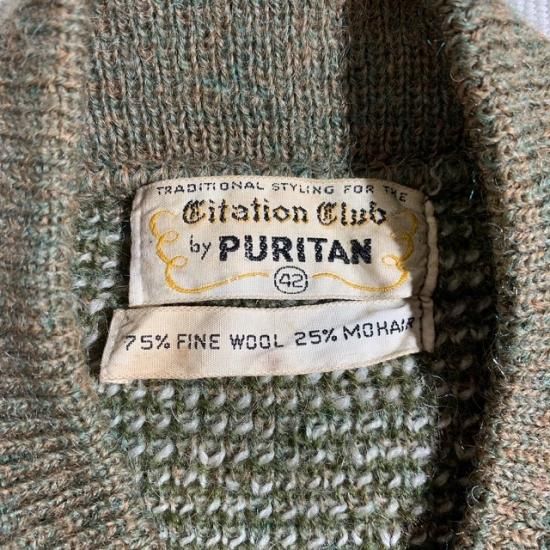 TRADITIONAL STYLING FOR THE
Citation Club
by PURITAN
42
75% FINE WOOL 25% MOHAIR